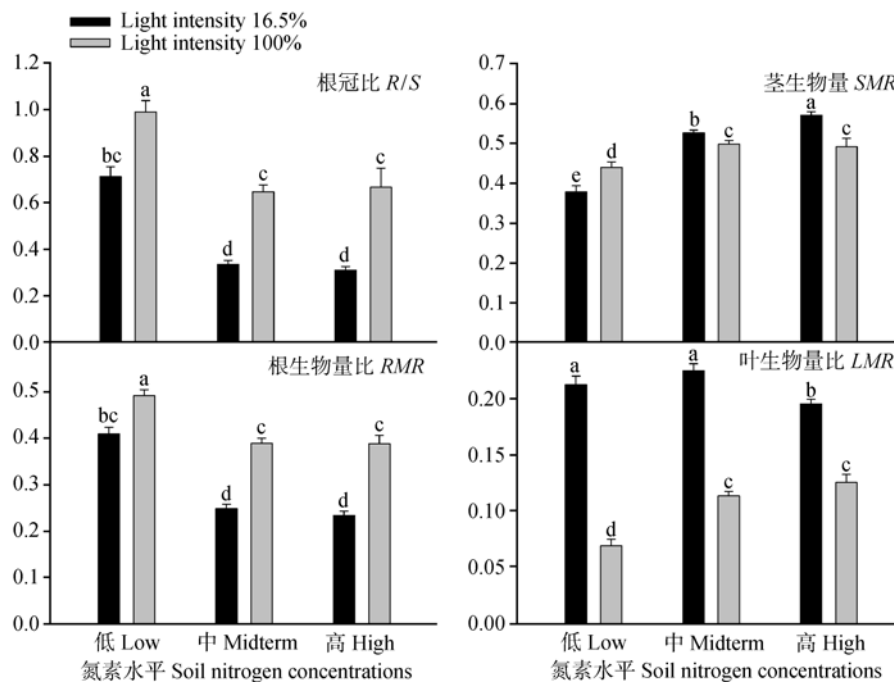 Light intensity 16.5%
Light intensity 100%
根冠比 R/S
1.2
1.0
0.8
0.6
0.4
0.2
0.0
bc
a
d
c
d
c
茎生物量 SMR
0.7
0.6
0.5
0.4
0.3
0.2
0.1
0.0
e
d
b
c
a
c
根生物量比 RMR
0.5
0.4
0.3
0.2
0.1
0.0
bc
a
d
c
d
c
低 Low
中 Midterm
高 High
氮素水平 Soil nitrogen concentrations
叶生物量比 LMR
0.20
0.15
0.10
0.05
0.00
a
d
a
c
b
c
低 Low
中 Midterm
高 High
氮素水平 Soil nitrogen concentrations